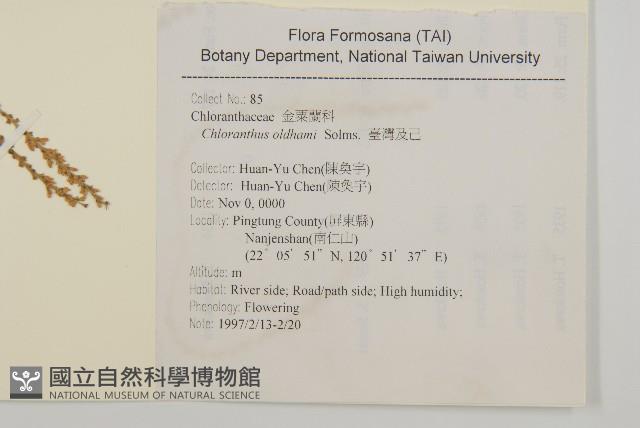 Flora Formosana (TAI)
Botany Department, National Taiwan University
Collect No.: 85
Chloranthaceae 金粟蘭科
Chloranthus oldhami Solms. 臺灣及己
Collector: Huan-Yu Chen(陳奐宇)
Detector: Huan-Yu Chen(陳奐宇)
Date: Nov 0, 0000
Locality: Pingtung County(屏東縣)
Nanjenshan(南仁山)
(22° 05' 51" N, 120° 51' 37" E)
Altitude: m
Habitat: River side; Road/path side; High humidity;
Phenology: Flowering
Note: 1997/2/13-2/20
國立自然科學博物館
NATIONAL MUSEUM OF NATURAL SCIENCE